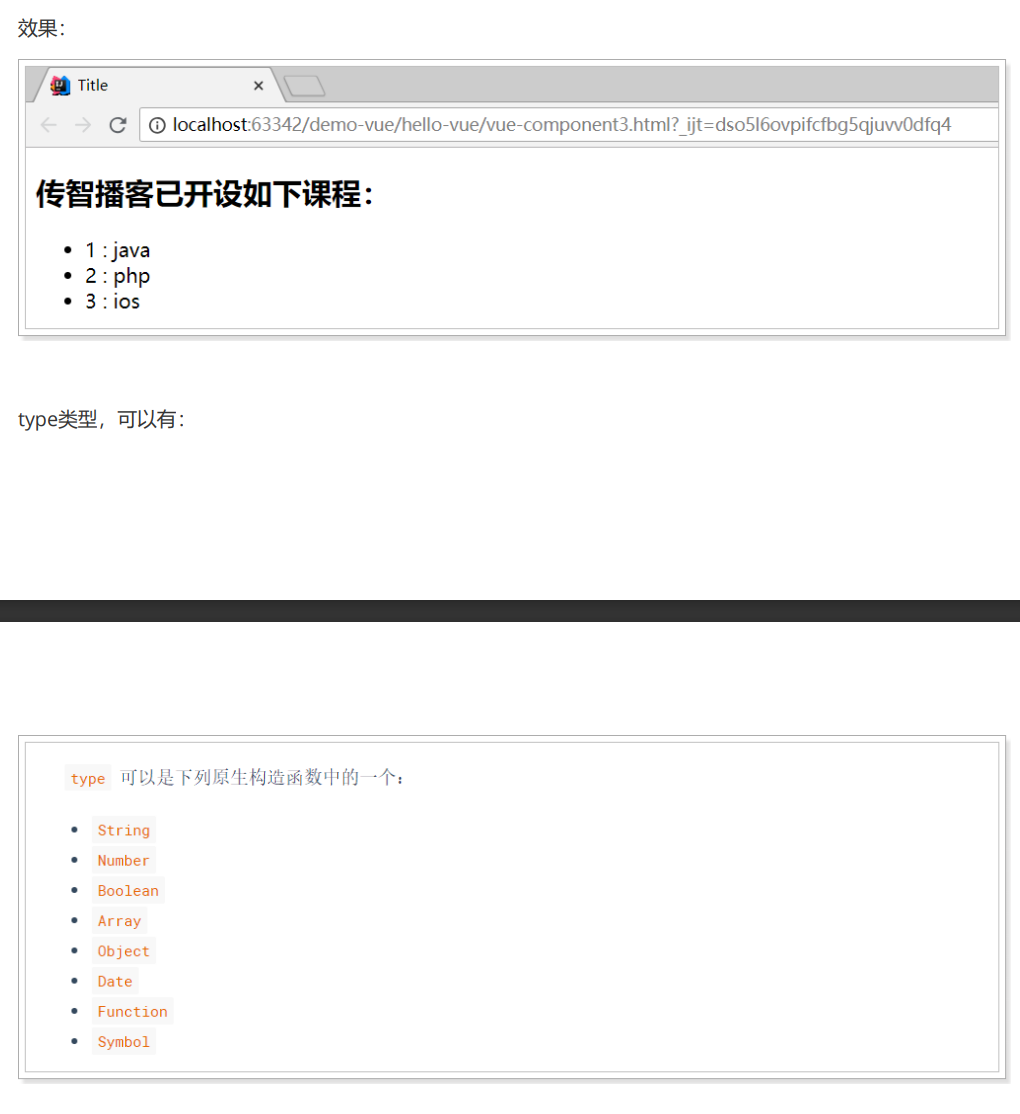 效果：
Title
localhost:63342/demo-vue/hello-vue/vue-component3.html?_ijt=dso5l6ovpifcfbg5qjuvv0dfq4
传智播客已开设如下课程：
1 : java
2 : php
3 : ios
type类型，可以有：
type 可以是下列原生构造函数中的一个：
String
Number
Boolean
Array
Object
Date
Function
Symbol